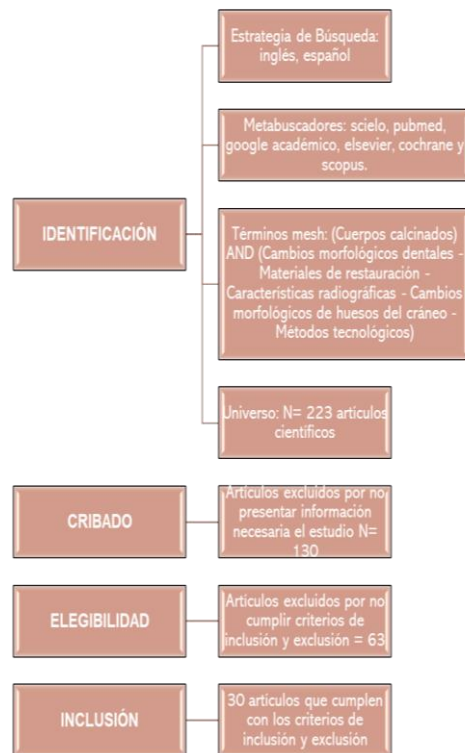 Estrategia de Búsqueda:
inglés, español
Metabuscadores: scielo, pubmed,
google académico, elsevier, cochrane y
scopus.
IDENTIFICACIÓN
Términos mesh: (Cuerpos calcinados)
AND (Cambios morfológicos dentales -
Materiales de restauración -
Características radiográficas - Cambios
morfológicos de huesos del cráneo -
Métodos tecnológicos)
Universo: N= 223 artículos
científicos
CRIBADO
Artículos excluidos por no
presentar información
necesaria el estudio N=
130
ELEGIBILIDAD
Artículos excluidos por no
cumplir criterios de
inclusión y exclusión = 63
INCLUSIÓN
30 artículos que cumplen
con los criterios de
inclusión y exclusión